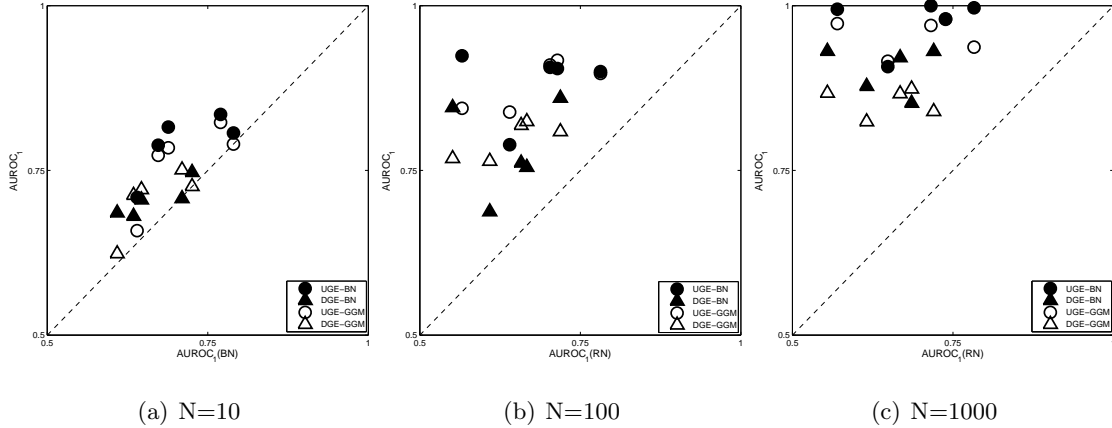 1
0.75
0.5
0.5
0.75
1
AUROC₁
AUROC₁(BN)
UGE−BN
DGE−BN
UGE−GGM
DGE−GGM
(a) N=10
1
0.75
0.5
0.5
0.75
1
AUROC₁
AUROC₁(RN)
UGE−BN
DGE−BN
UGE−GGM
DGE−GGM
(b) N=100
1
0.75
0.5
0.5
0.75
1
AUROC₁
AUROC₁(RN)
UGE−BN
DGE−BN
UGE−GGM
DGE−GGM
(c) N=1000